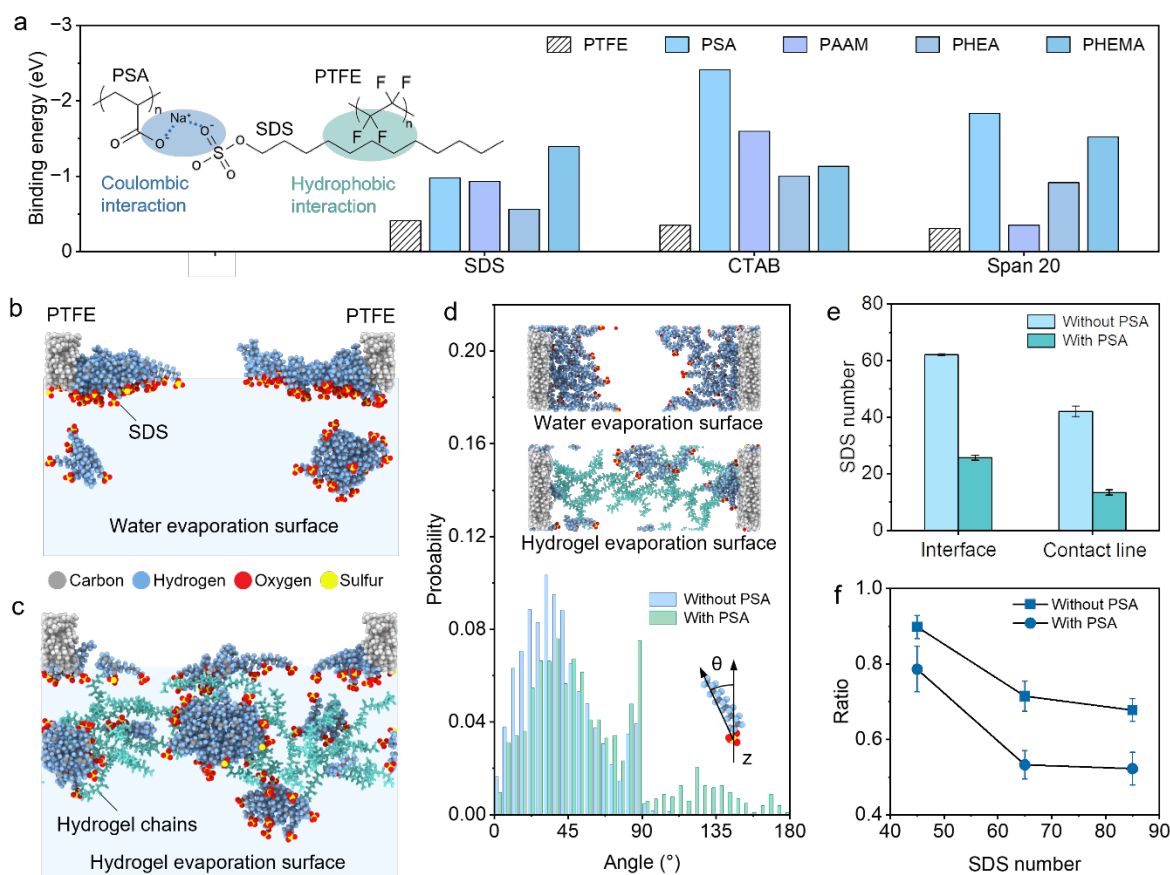 a
−3
−2
−1
0
Binding energy (eV)
PTFE
PSA
PAAM
PHEA
PHEMA
PSA
n
O
O⁻
Na⁺
O⁻
S
O
O
O
SDS
PTFE
F F
n
F F
Coulombic
interaction
Hydrophobic
interaction
SDS
CTAB
Span 20
b
PTFE
PTFE
SDS
Water evaporation surface
Carbon
Hydrogen
Oxygen
Sulfur
c
Hydrogel chains
Hydrogel evaporation surface
d
0.20
0.16
0.12
0.08
0.04
0.00
Probability
Water evaporation surface
Hydrogel evaporation surface
Without PSA
With PSA
θ
z
0
45
90
135
180
Angle (°)
e
80
60
40
20
0
SDS number
Without PSA
With PSA
Interface
Contact line
f
1.0
0.8
0.6
0.4
Ratio
Without PSA
With PSA
40
50
60
70
80
90
SDS number